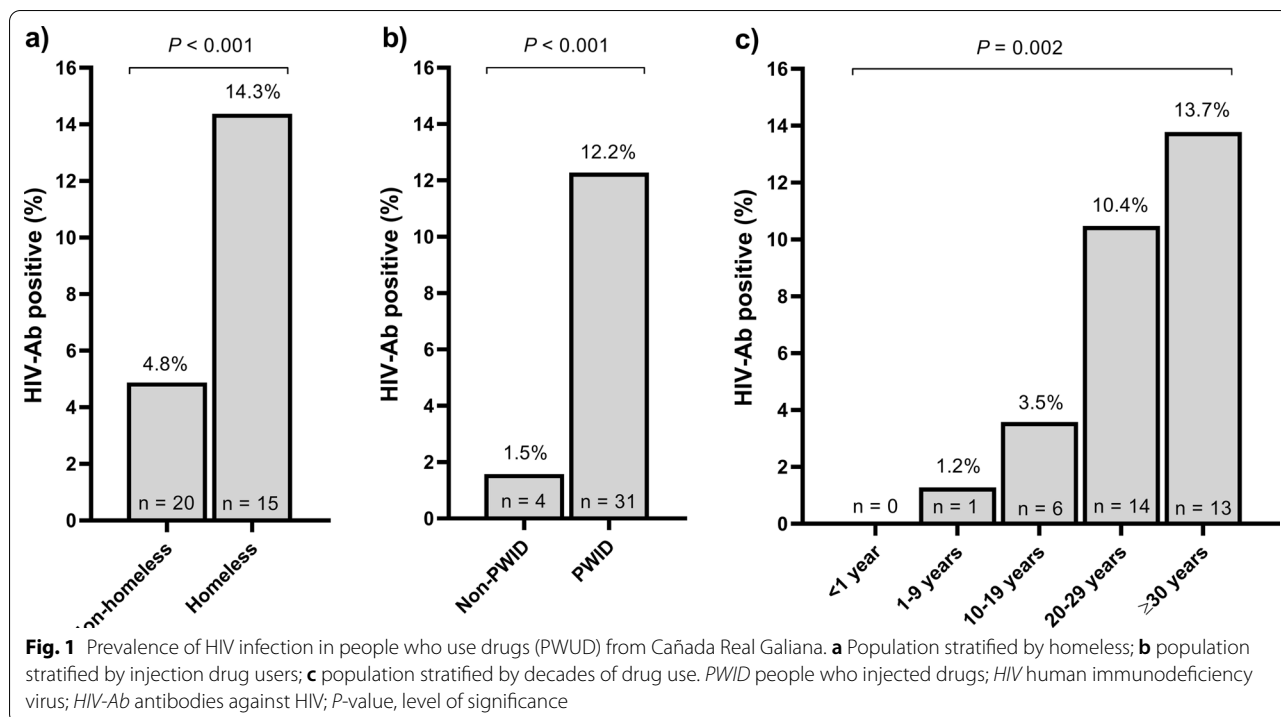 a)
P < 0.001
HIV-Ab positive (%)
16
14
12
10
8
6
4
2
0
4.8%
14.3%
n = 20
n = 15
Homeless
b)
P < 0.001
HIV-Ab positive (%)
16
14
12
10
8
6
4
2
0
1.5%
12.2%
n = 4
n = 31
Non-PWID
PWID
c)
P = 0.002
HIV-Ab positive (%)
16
14
12
10
8
6
4
2
0
1.2%
3.5%
10.4%
13.7%
n = 0
n = 1
n = 6
n = 14
n = 13
<1 year
1-9 years
10-19 years
20-29 years
≥30 years
Fig. 1 Prevalence of HIV infection in people who use drugs (PWUD) from Cañada Real Galiana. a Population stratified by homeless; b population
stratified by injection drug users; c population stratified by decades of drug use. PWID people who injected drugs; HIV human immunodeficiency
virus; HIV-Ab antibodies against HIV; P-value, level of significance